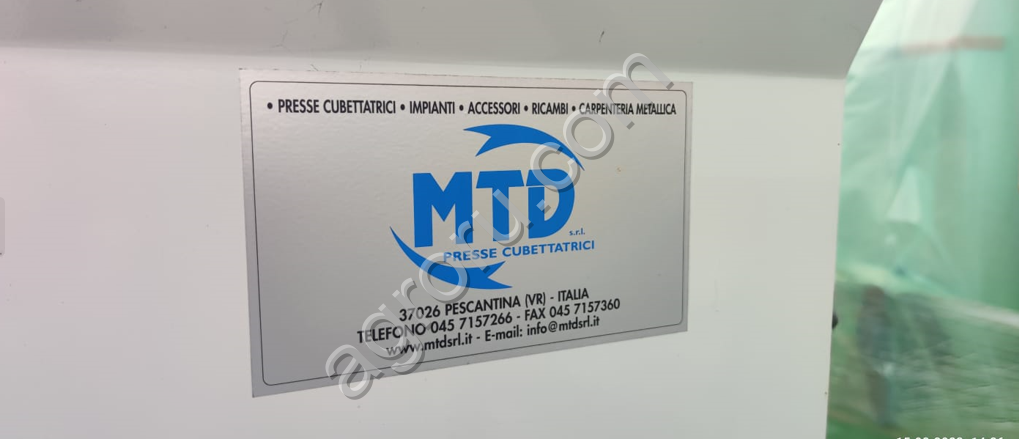 • PRESSE CUBETTATRICI • IMPIANTI • ACCESSORI • RICAMBI • CARPENTERIA METALLICA
MTD
s.r.l.
PRESSE CUBETTATRICI
37026 PESCANTINA (VR) - ITALIA
TELEFONO 045 7157266 - FAX 045 7157360
www.mtdsrl.it - E-mail: info@mtdsrl.it
agroru.com